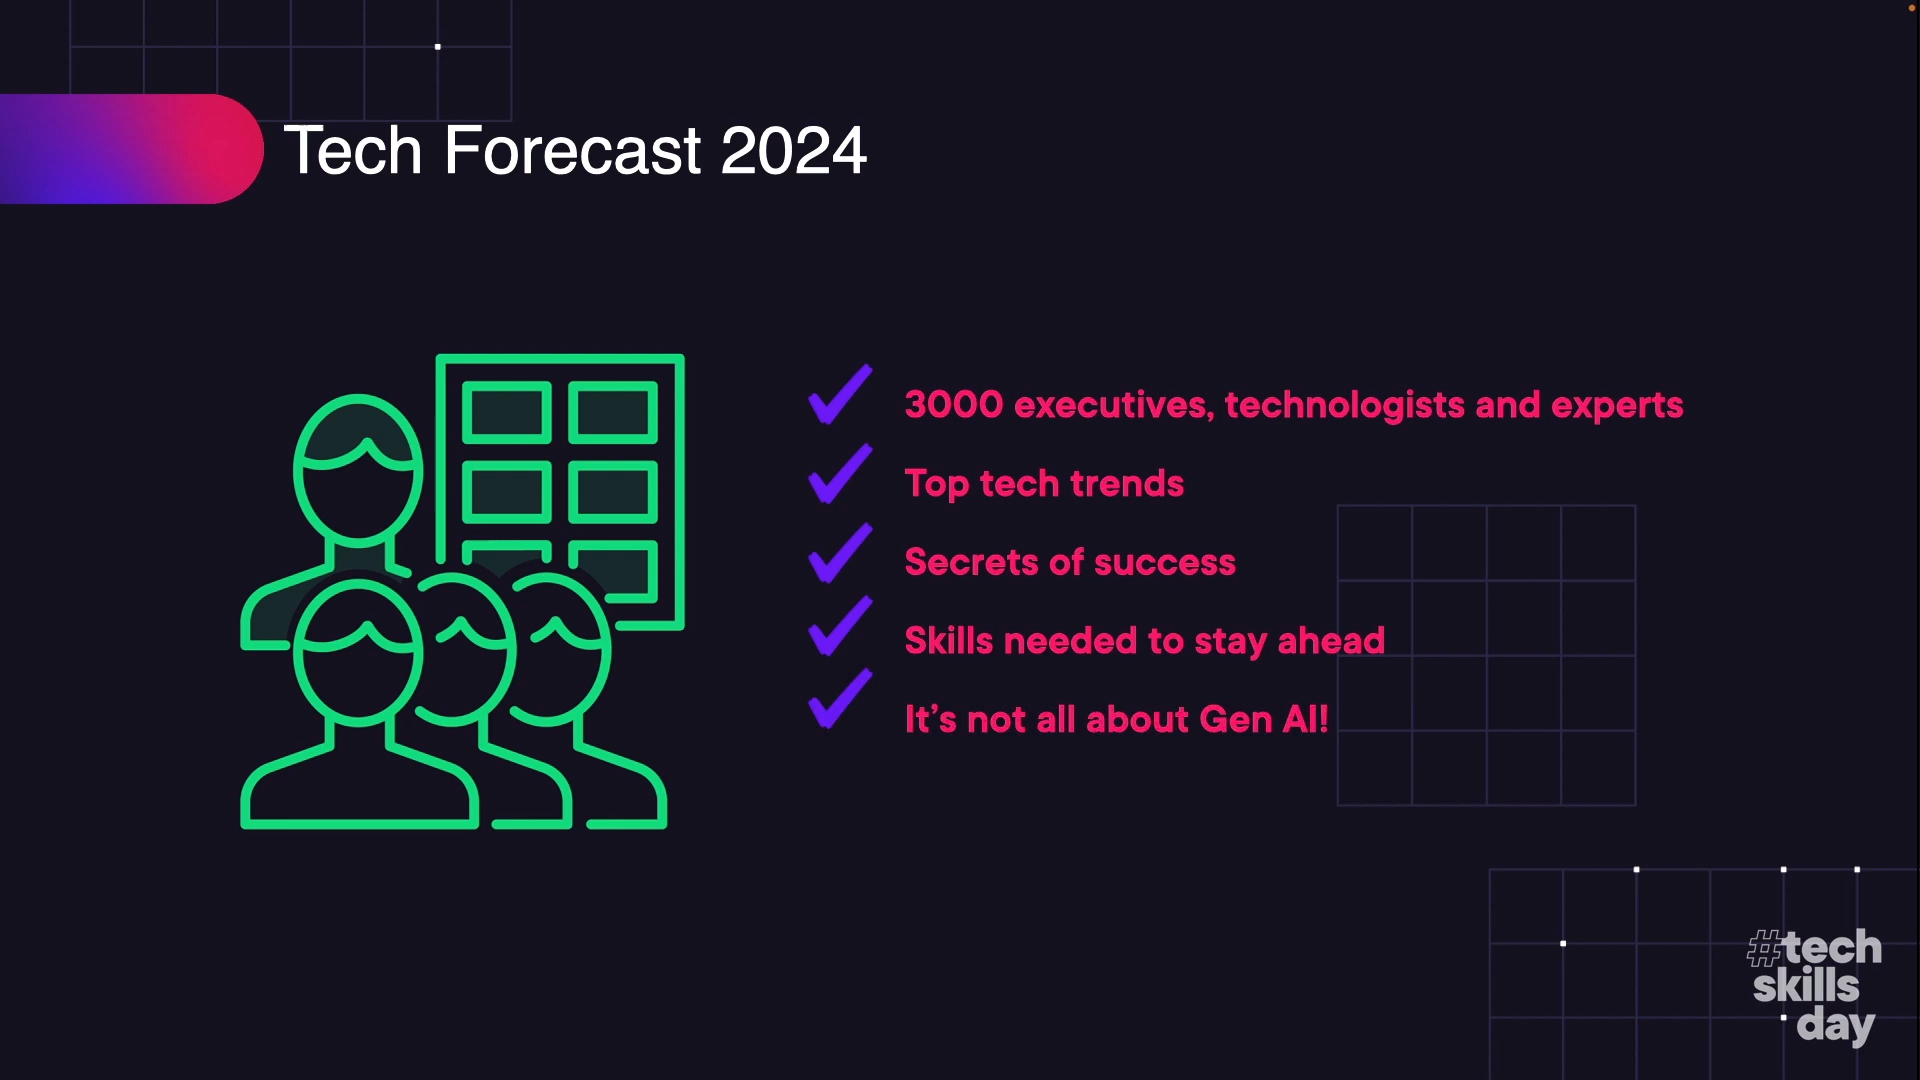 Tech Forecast 2024
3000 executives, technologists and experts
Top tech trends
Secrets of success
Skills needed to stay ahead
It’s not all about Gen AI!
#tech
skills
day